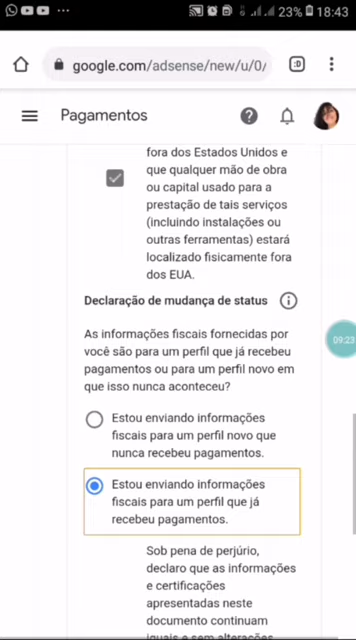 23% 18:43
google.com/adsense/new/u/0/
:D
Pagamentos
fora dos Estados Unidos e
que qualquer mão de obra
ou capital usado para a
prestação de tais serviços
(incluindo instalações ou
outras ferramentas) estará
localizado fisicamente fora
dos EUA.
Declaração de mudança de status
09:23
As informações fiscais fornecidas por
você são para um perfil que já recebeu
pagamentos ou para um perfil novo em
que isso nunca aconteceu?
Estou enviando informações
fiscais para um perfil novo que
nunca recebeu pagamentos.
Estou enviando informações
fiscais para um perfil que já
recebeu pagamentos.
Sob pena de perjúrio,
declaro que as informações
e certificações
apresentadas neste
documento continuam
iguais e sem alterações